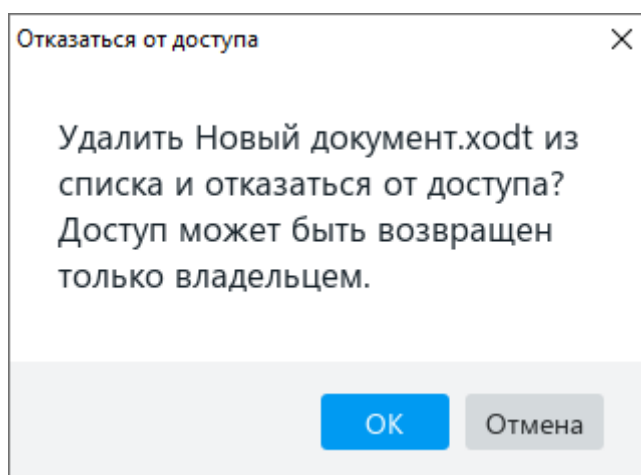 Отказаться от доступа
Удалить Новый документ.xodt из
списка и отказаться от доступа?
Доступ может быть возвращен
только владельцем.
ОК
Отмена